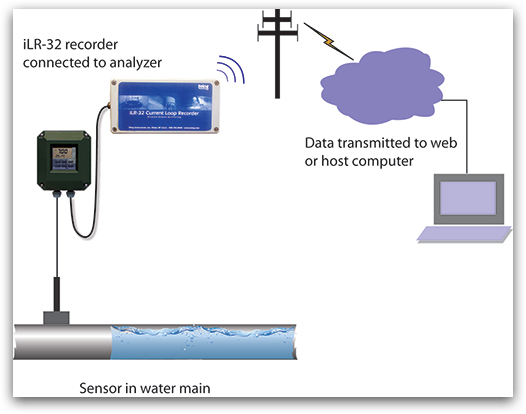 iLR-32 recorder
connected to analyzer
iLR-32 Current Loop Recorder
Data transmitted to web
or host computer
Sensor in water main